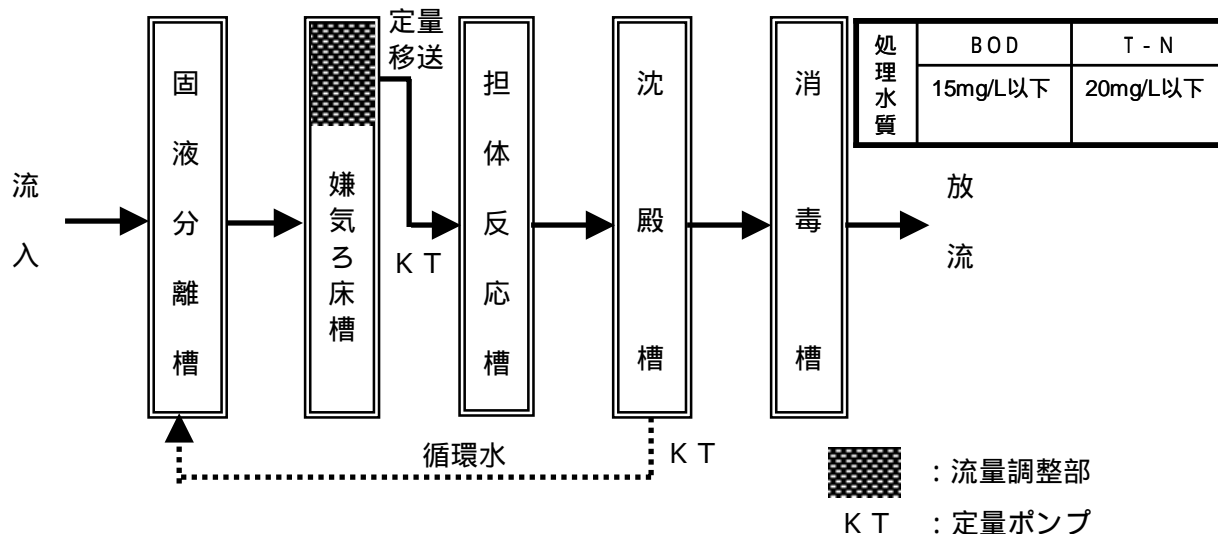 流入
固液分離槽
嫌気ろ床槽
定量
移送
KT
担体反応槽
沈殿槽
消毒槽
放流
処理水質
BOD
T-N
15mg/L以下
20mg/L以下
循環水
KT
:流量調整部
KT :定量ポンプ